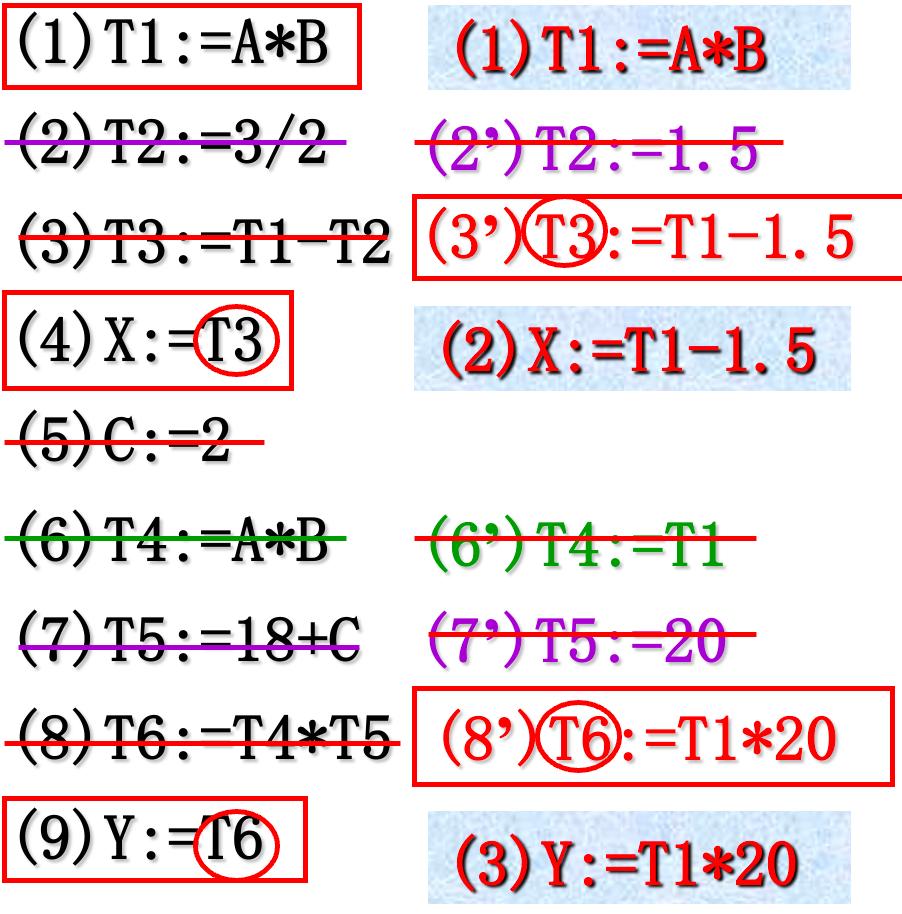 (1)T1:=A*B
(1)T1:=A*B
(2)T2:=3/2
(2’)T2:=1.5
(3)T3:=T1-T2
(3’)T3:=T1-1.5
(4)X:=T3
(2)X:=T1-1.5
(5)C:=2
(6)T4:=A*B
(6’)T4:=T1
(7)T5:=18+C
(7’)T5:=20
(8)T6:=T4*T5
(8’)T6:=T1*20
(9)Y:=T6
(3)Y:=T1*20